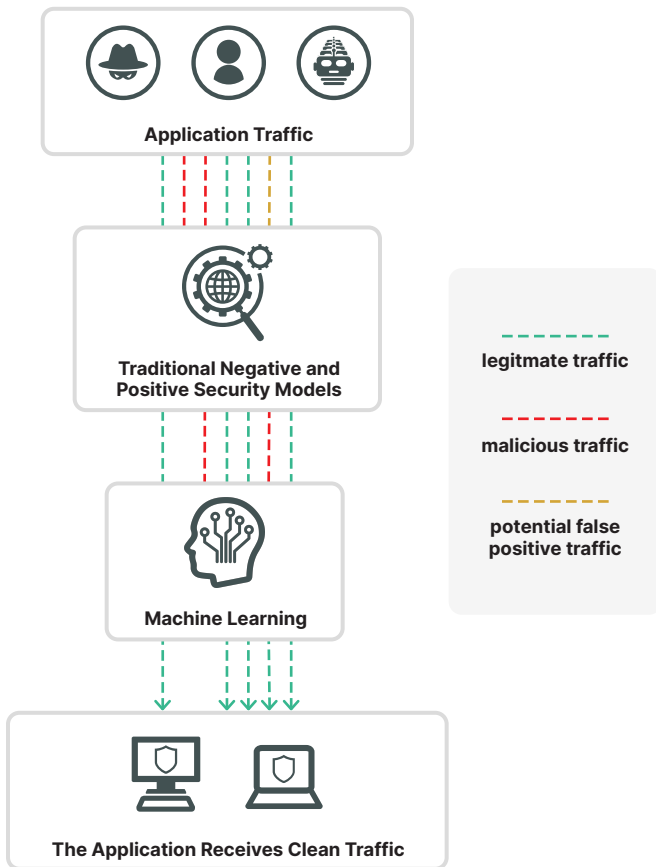 Application Traffic
Traditional Negative and
Positive Security Models
legitmate traffic
malicious traffic
potential false
positive traffic
Machine Learning
The Application Receives Clean Traffic